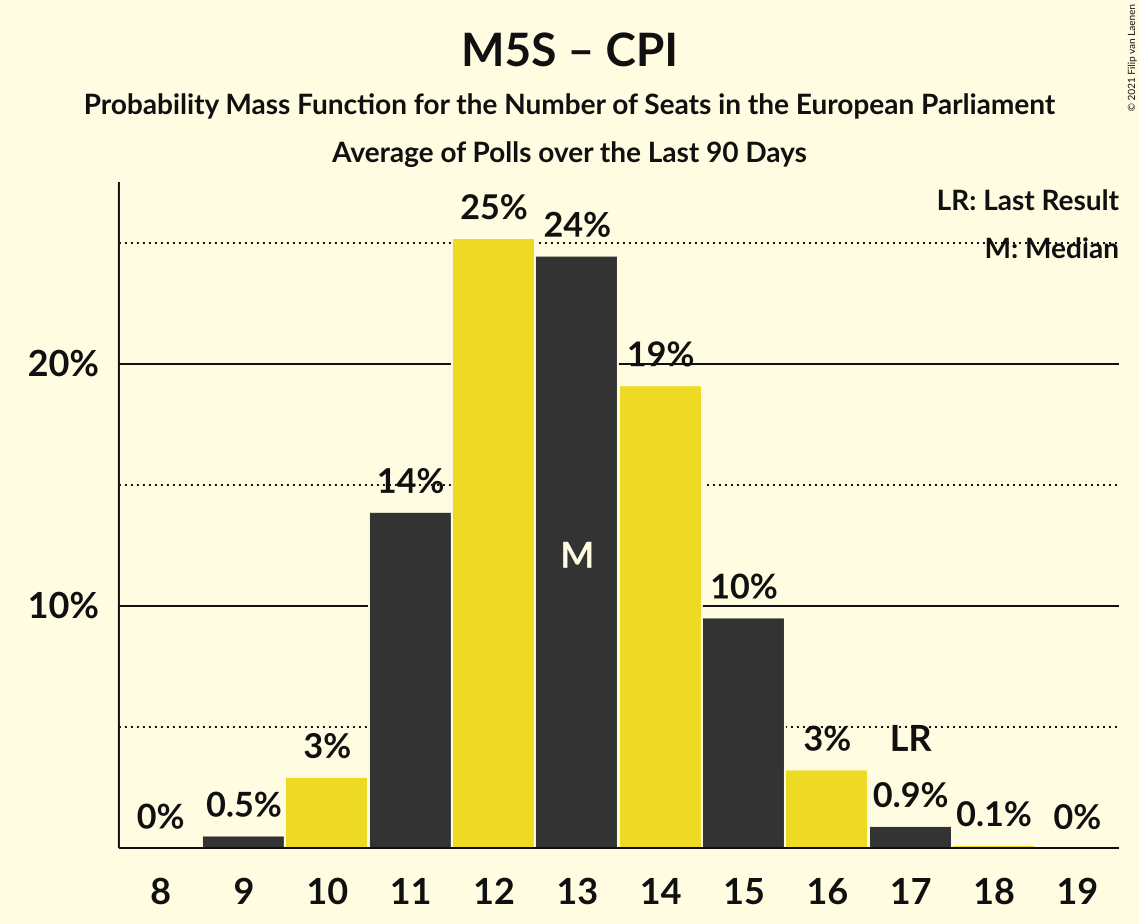 M5S – CPI
Probability Mass Function for the Number of Seats in the European Parliament
Average of Polls over the Last 90 Days
© 2021 Filip van Laenen
LR: Last Result
M: Median
25%
24%
20%
19%
14%
M
10%
10%
3%
LR
3%
0.9%
0.5%
0.1%
0%
0%
8 9 10 11 12 13 14 15 16 17 18 19